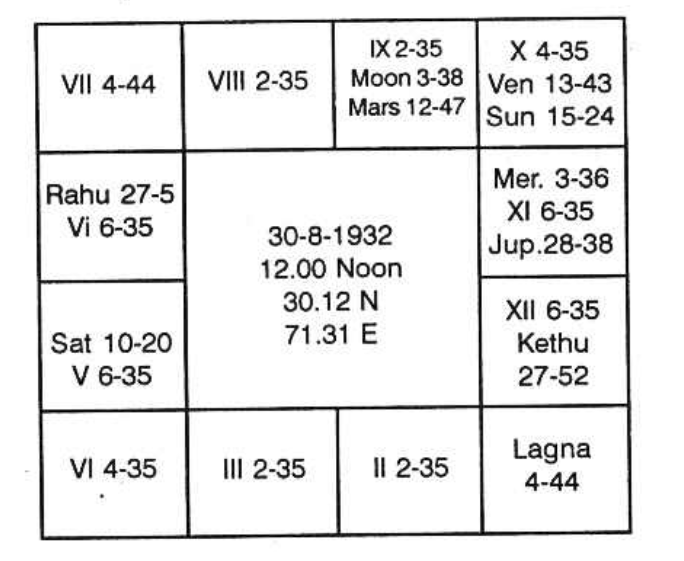 VII 4-44
VIII 2-35
IX 2-35
Moon 3-38
Mars 12-47
X 4-35
Ven 13-43
Sun 15-24
Rahu 27-5
Vi 6-35
30-8-1932
12.00 Noon
30.12 N
71.31 E
Mer. 3-36
XI 6-35
Jup.28-38
Sat 10-20
V 6-35
XII 6-35
Kethu
27-52
VI 4-35
III 2-35
II 2-35
Lagna
4-44